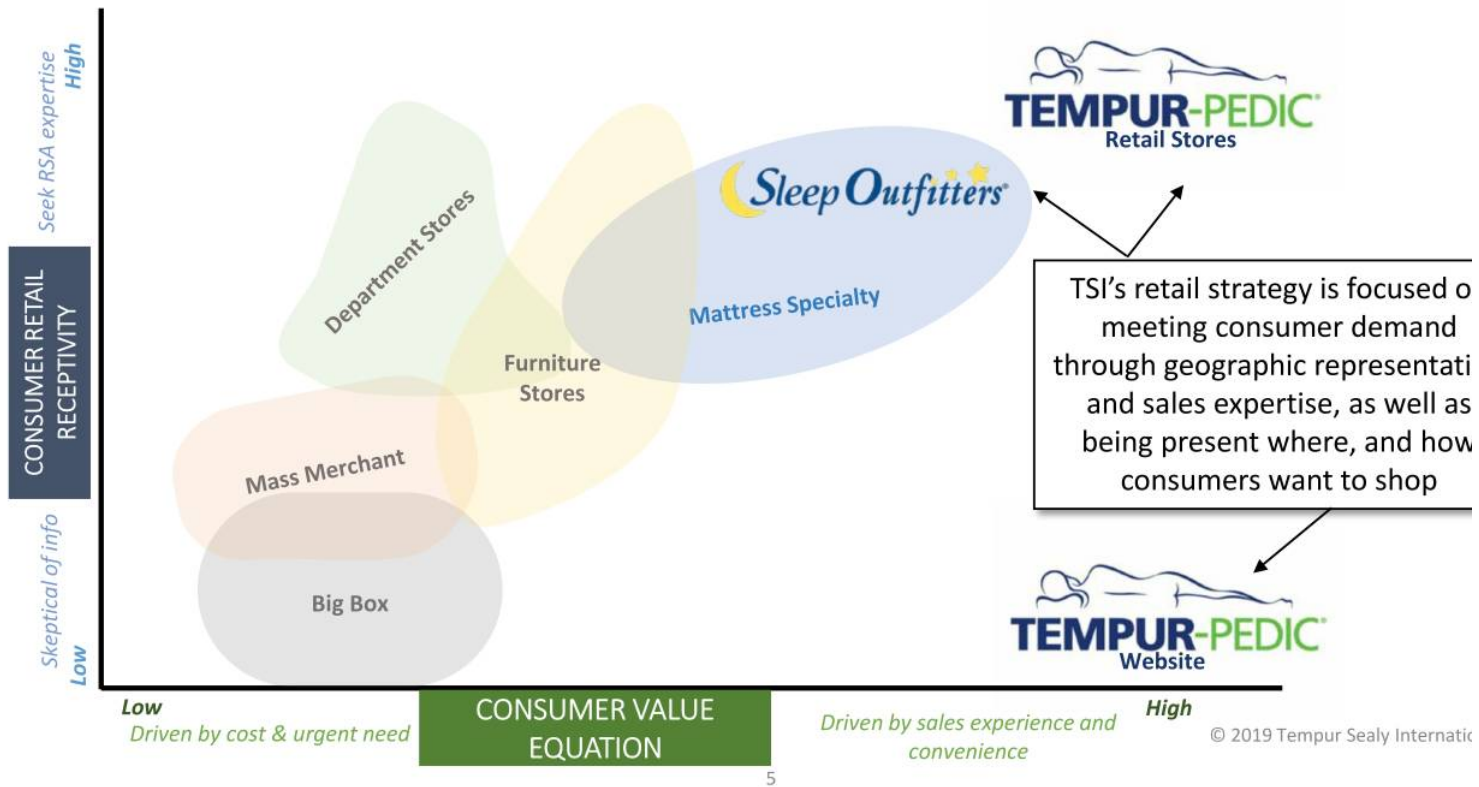 High
Seek RSA expertise
CONSUMER RETAIL
RECEPTIVITY
Skeptical of info
Low
Department Stores
Furniture
Stores
Mass Merchant
Big Box
Sleep Outfitters®
Mattress Specialty
TEMPUR-PEDIC®
Retail Stores
TSI's retail strategy is focused o
meeting consumer demand
through geographic representati
and sales expertise, as well as
being present where, and how
consumers want to shop
TEMPUR-PEDIC®
Website
Low
Driven by cost & urgent need
CONSUMER VALUE
EQUATION
Driven by sales experience and
convenience
High
© 2019 Tempur Sealy Internatio
5